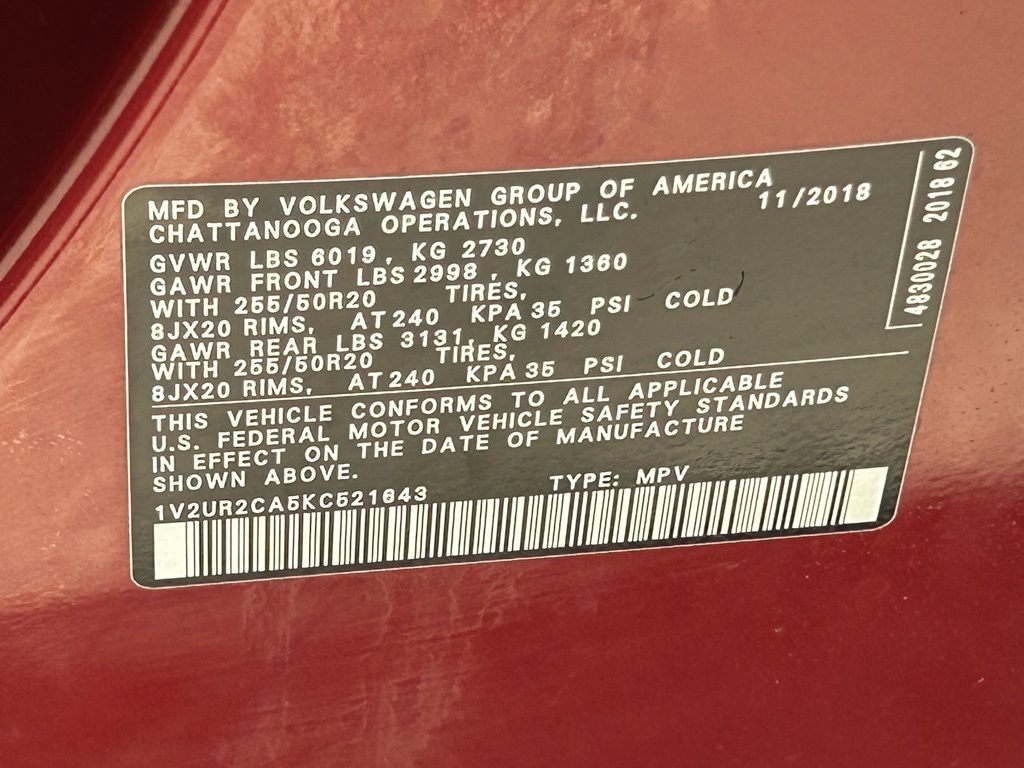 MFD BY VOLKSWAGEN GROUP OF AMERICA
CHATTANOOGA OPERATIONS, LLC. 11/2018
GVWR LBS 6019, KG 2730
GAWR FRONT LBS 2998, KG 1360
WITH 255/50R20 TIRES,
8JX20 RIMS, AT 240 KPA 35 PSI COLD
GAWR REAR LBS 3131, KG 1420
WITH 255/50R20 TIRES,
8JX20 RIMS, AT 240 KPA 35 PSI COLD
THIS VEHICLE CONFORMS TO ALL APPLICABLE
U.S. FEDERAL MOTOR VEHICLE SAFETY STANDARDS
IN EFFECT ON THE DATE OF MANUFACTURE
SHOWN ABOVE.
1V2UR2CA5KC521643 TYPE: MPV
4830028 2018 62